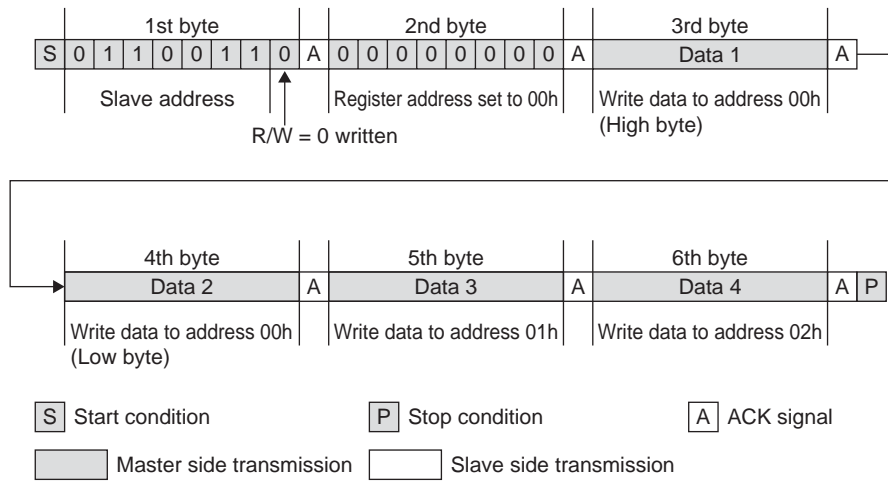 1st byte 2nd byte 3rd byte
S 0 1 1 0 0 1 1 0 A 0 0 0 0 0 0 0 0 A Data 1 A
Slave address Register address set to 00h Write data to address 00h
(High byte)
R/W = 0 written
4th byte 5th byte 6th byte
Data 2 A Data 3 A Data 4 A P
Write data to address 00h Write data to address 01h Write data to address 02h
(Low byte)
S Start condition P Stop condition A ACK signal
Master side transmission Slave side transmission